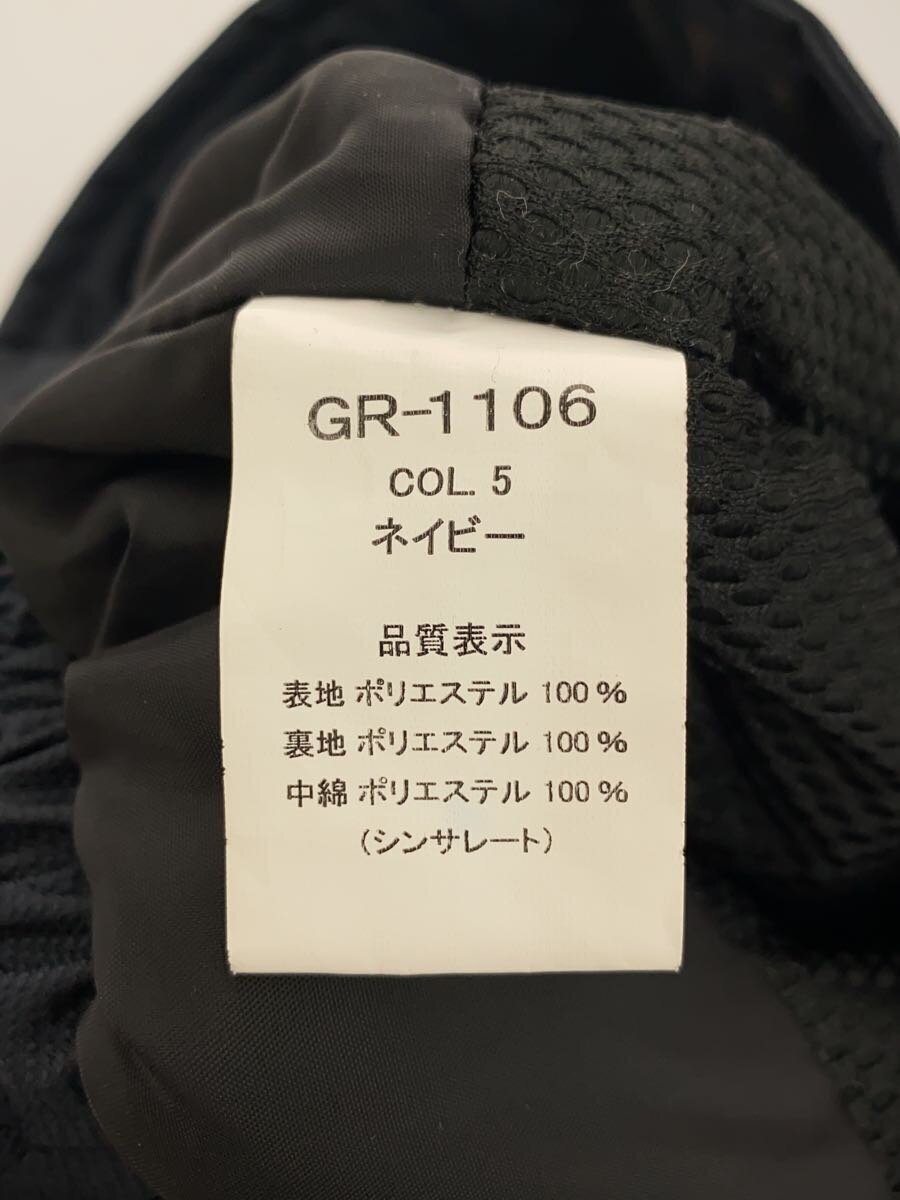 GR-1106
COL. 5
ネイビー
品質表示
表地 ポリエステル 100%
裏地 ポリエステル 100%
中綿 ポリエステル 100%
(シンサレート)